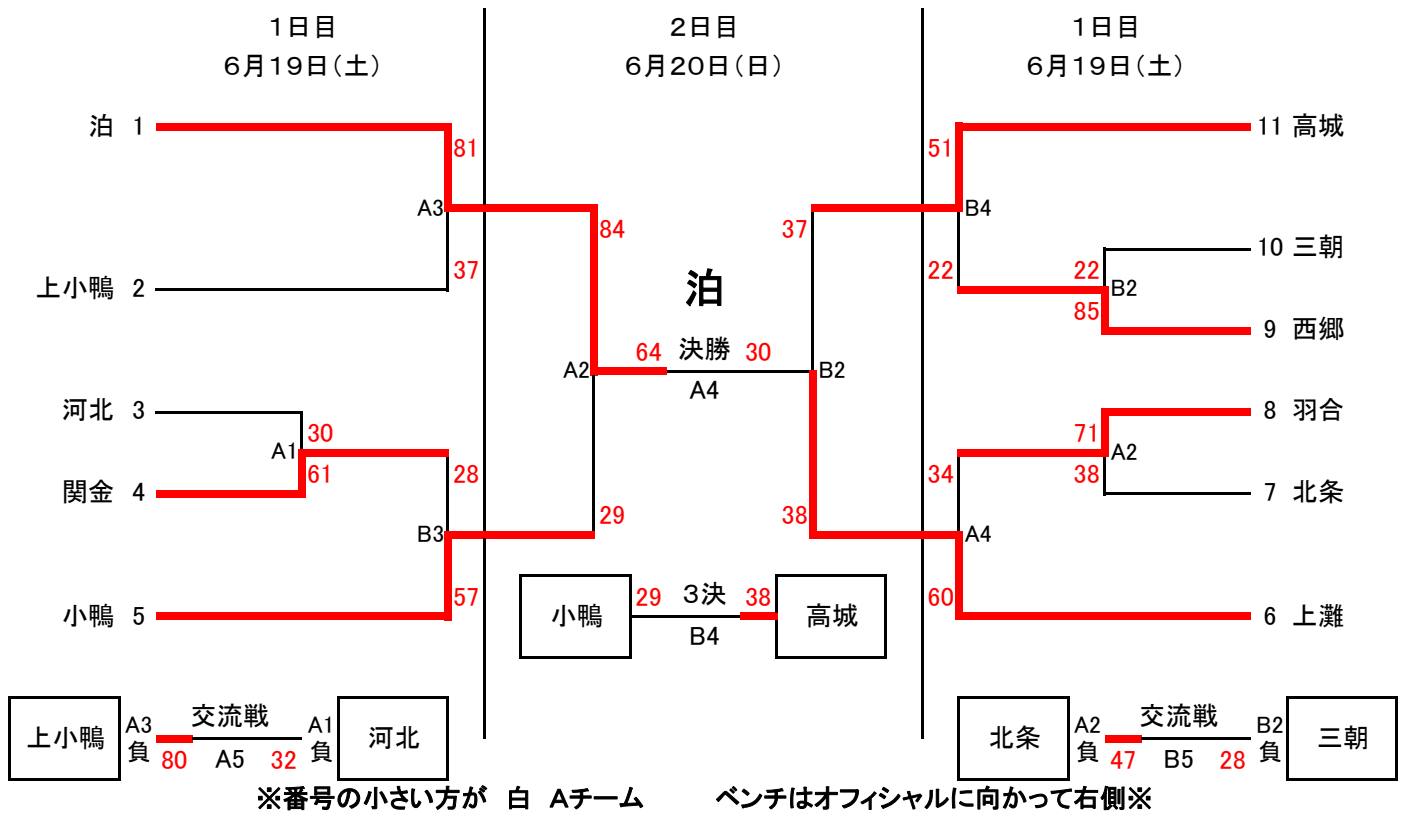 １日目
６月１９日（土）
２日目
６月２０日（日）
１日目
６月１９日（土）
泊 1
81
A3
37
上小鴨 2
河北 3
30
A1
61
関金 4
28
B3
57
小鴨 5
84
A2
29
泊
64 決勝 30
A4
37
B2
38
51
B4
22
11 高城
10 三朝
22
B2
85
9 西郷
8 羽合
71
A2
38
7 北条
34
A4
60
6 上灘
小鴨 29 ３決 38 高城
B4
上小鴨 A3負 交流戦 A1負 河北
80 A5 32
北条 A2負 交流戦 B2負 三朝
47 B5 28
※番号の小さい方が 白 Aチーム ベンチはオフィシャルに向かって右側※